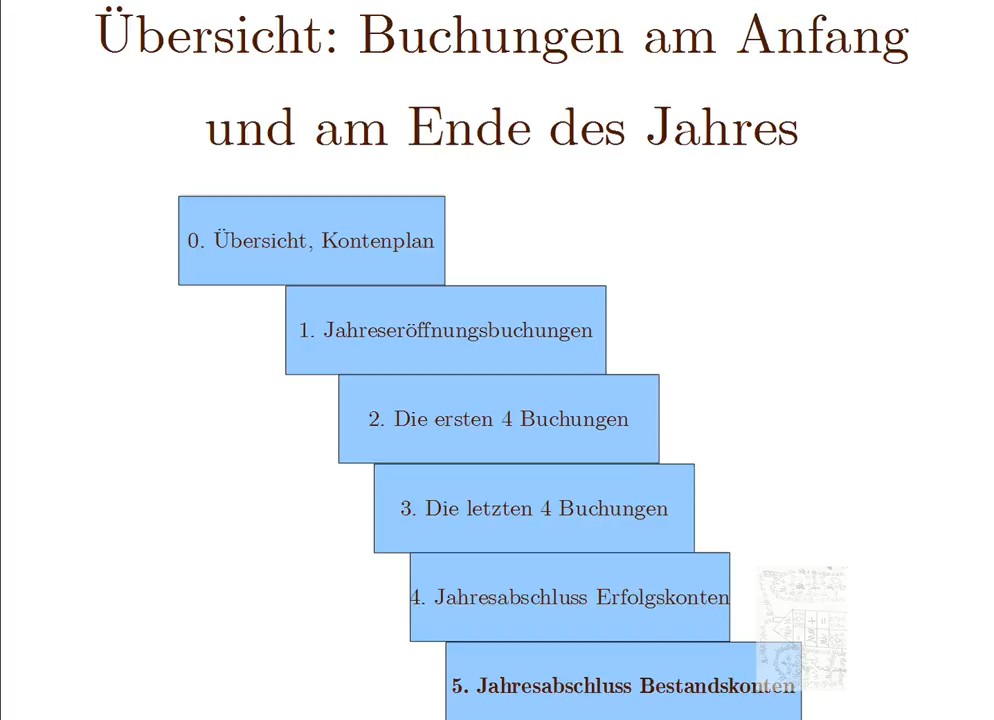 Übersicht: Buchungen am Anfang
und am Ende des Jahres
0. Übersicht, Kontenplan
1. Jahreseröffnungsbuchungen
2. Die ersten 4 Buchungen
3. Die letzten 4 Buchungen
4. Jahresabschluss Erfolgskonten
5. Jahresabschluss Bestandskonten